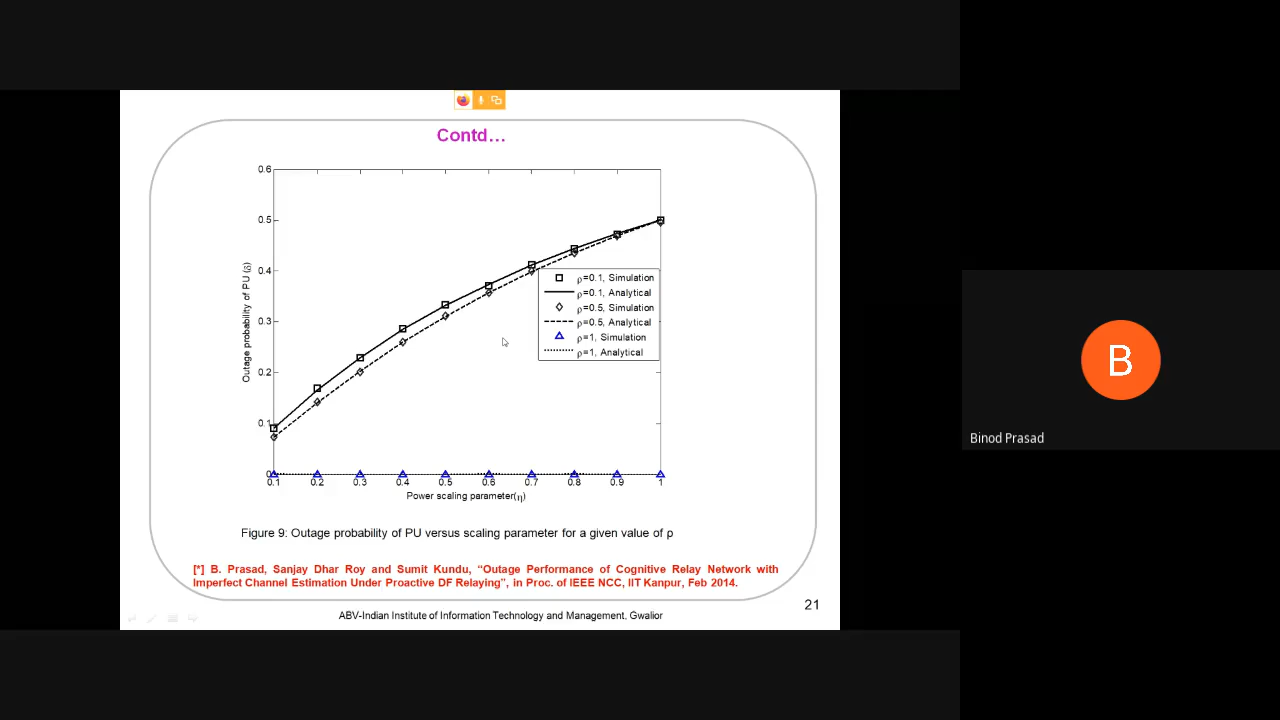 Contd…
0.6
0.5
0.4
0.3
0.2
0.1
0
Outage probability of PU (δ)
ρ=0.1, Simulation
ρ=0.1, Analytical
ρ=0.5, Simulation
ρ=0.5, Analytical
ρ=1, Simulation
ρ=1, Analytical
0.1 0.2 0.3 0.4 0.5 0.6 0.7 0.8 0.9 1
Power scaling parameter(η)
Figure 9: Outage probability of PU versus scaling parameter for a given value of ρ
[*] B. Prasad, Sanjay Dhar Roy and Sumit Kundu, “Outage Performance of Cognitive Relay Network with
Imperfect Channel Estimation Under Proactive DF Relaying”, in Proc. of IEEE NCC, IIT Kanpur, Feb 2014.
21
ABV-Indian Institute of Information Technology and Management, Gwalior
B
Binod Prasad